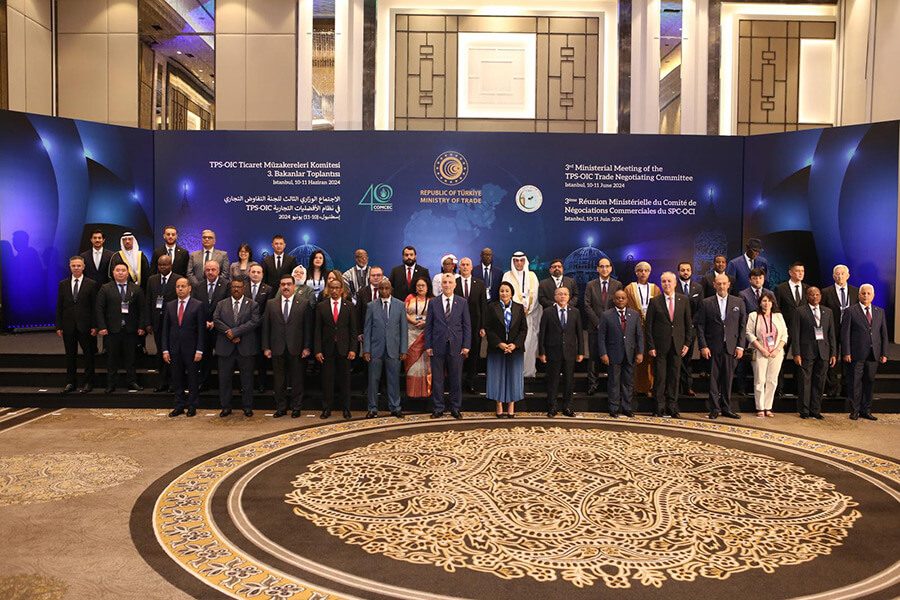 TPS-OIC Ticaret Müzakereleri Komitesi
3. Bakanlar Toplantısı
Istanbul, 10-11 Haziran 2024
الاجتماع الوزاري الثالث للجنة التفاوض التجاري
في نظام الأفضليات التجارية TPS-OIC
إسطنبول، (10-11) يونيو 2024
40
COMCEC
REPUBLIC OF TÜRKİYE
MINISTRY OF TRADE
3rd Ministerial Meeting of the
TPS-OIC Trade Negotiating Committee
Istanbul, 10-11 June 2024
3ème Réunion Ministérielle du Comité de
Négociations Commerciales du SPC-OCI
Istanbul, 10-11 Juin 2024